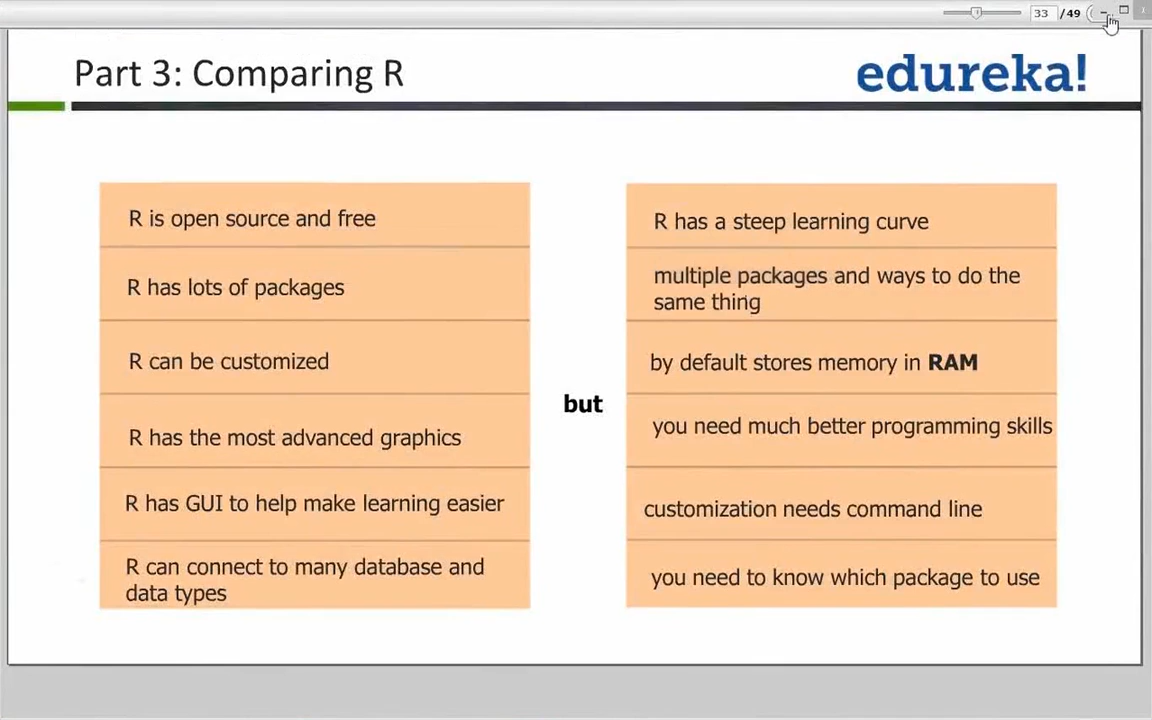 33 /49
Part 3: Comparing R
edureka!
R is open source and free
R has lots of packages
R can be customized
R has the most advanced graphics
R has GUI to help make learning easier
R can connect to many database and
data types
but
R has a steep learning curve
multiple packages and ways to do the
same thing
by default stores memory in RAM
you need much better programming skills
customization needs command line
you need to know which package to use